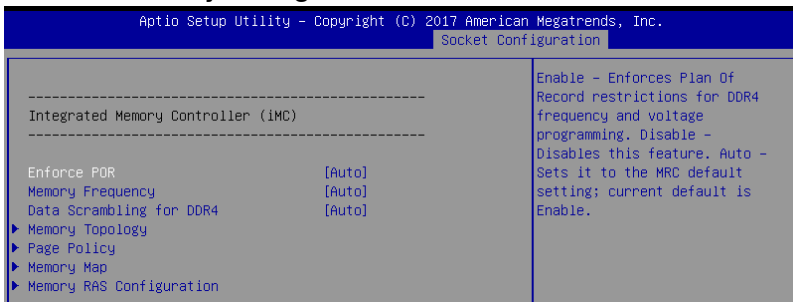 Aptio Setup Utility – Copyright (C) 2017 American Megatrends, Inc.
Socket Configuration
------------------------------------------------
Integrated Memory Controller (iMC)
------------------------------------------------
Enforce POR [Auto]
Memory Frequency [Auto]
Data Scrambling for DDR4 [Auto]
Memory Topology
Page Policy
Memory Map
Memory RAS Configuration
Enable – Enforces Plan Of
Record restrictions for DDR4
frequency and voltage
programming. Disable –
Disables this feature. Auto –
Sets it to the MRC default
setting; current default is
Enable.